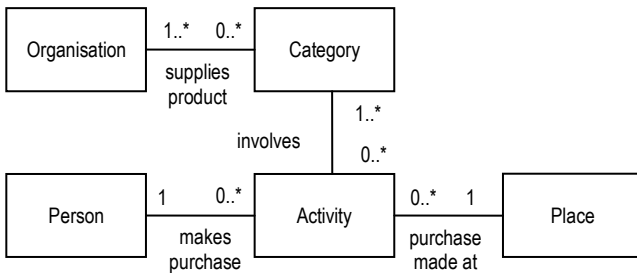 1..* 0..*
Organisation
Category
supplies
product
1..*
involves
0..*
1 0..*
0..* 1
Person
Activity
Place
makes
purchase
purchase
made at